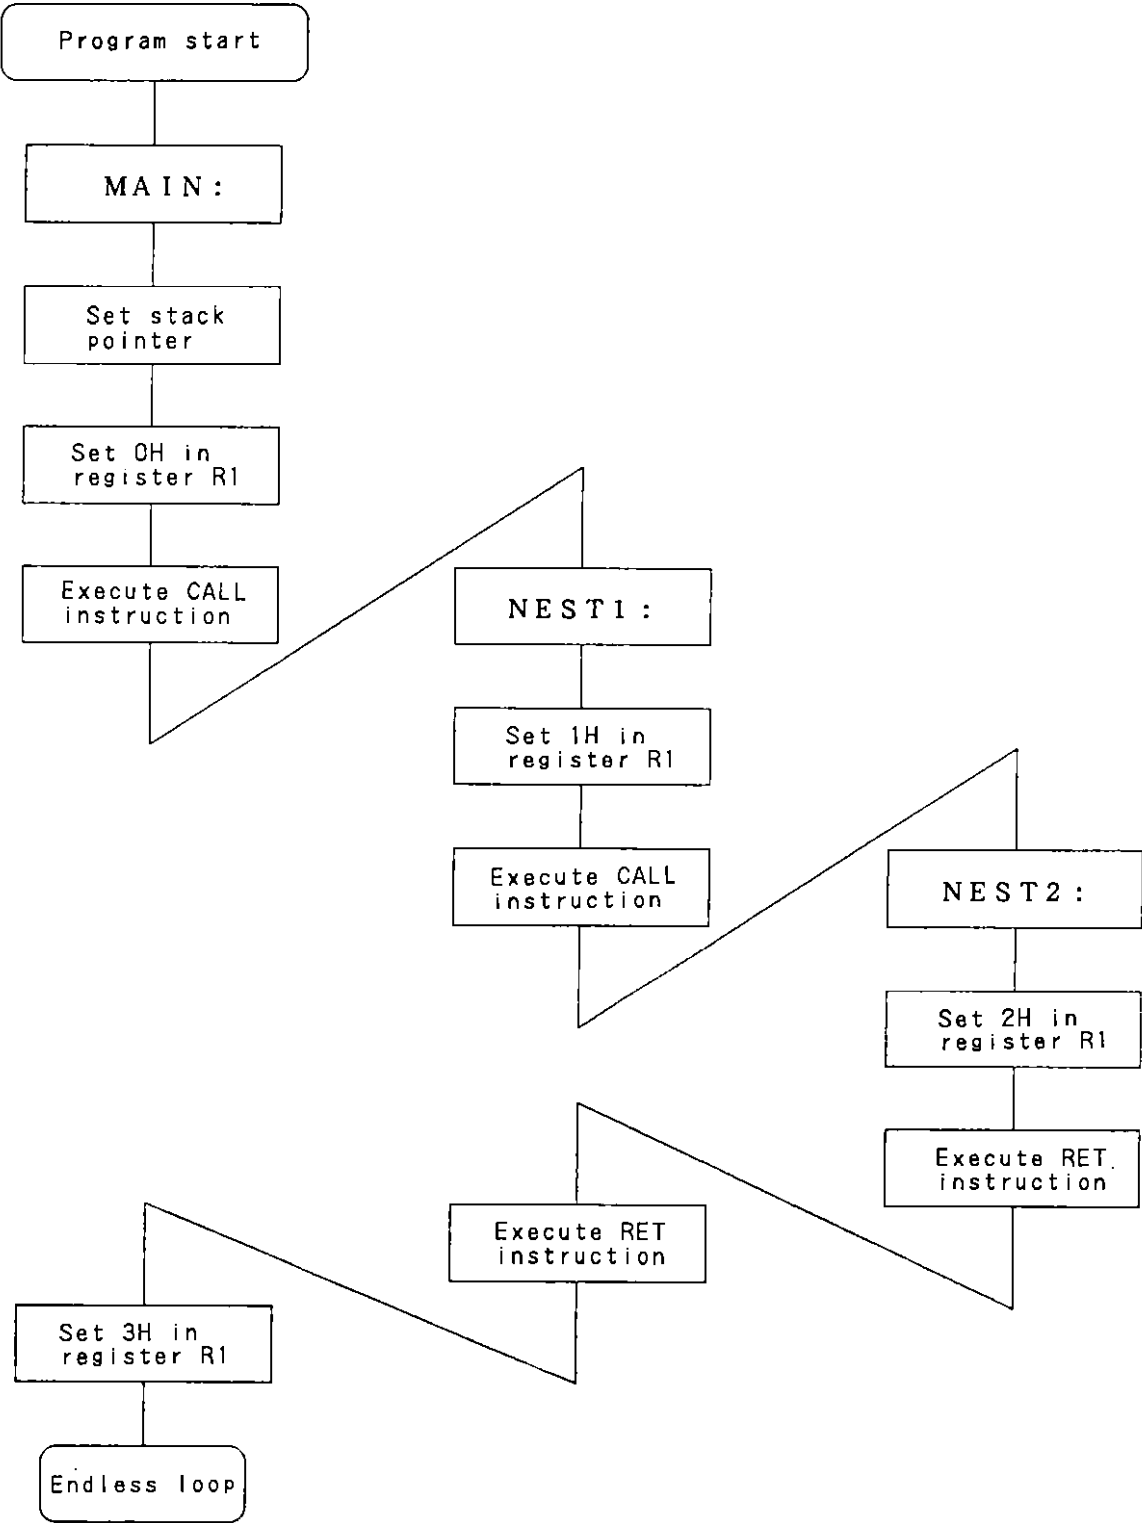 Program start
MAIN:
Set stack
pointer
Set 0H in
register R1
Execute CALL
instruction
NEST1:
Set 1H in
register R1
Execute CALL
instruction
NEST2:
Set 2H in
register R1
Execute RET
instruction
Execute RET
instruction
Set 3H in
register R1
Endless loop